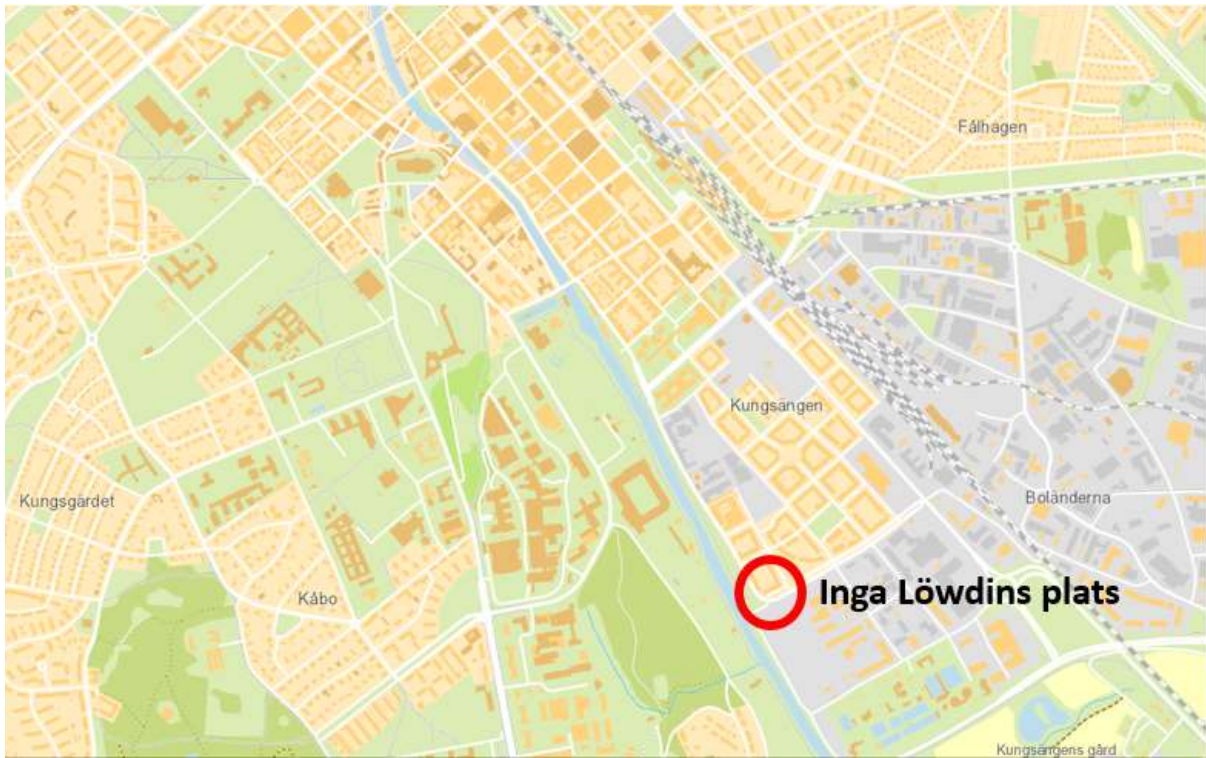 Fålhagen
Kungsängen
Kungsgärdet
Boländerna
Kåbo
Inga Löwdins plats
Kungsängens gård